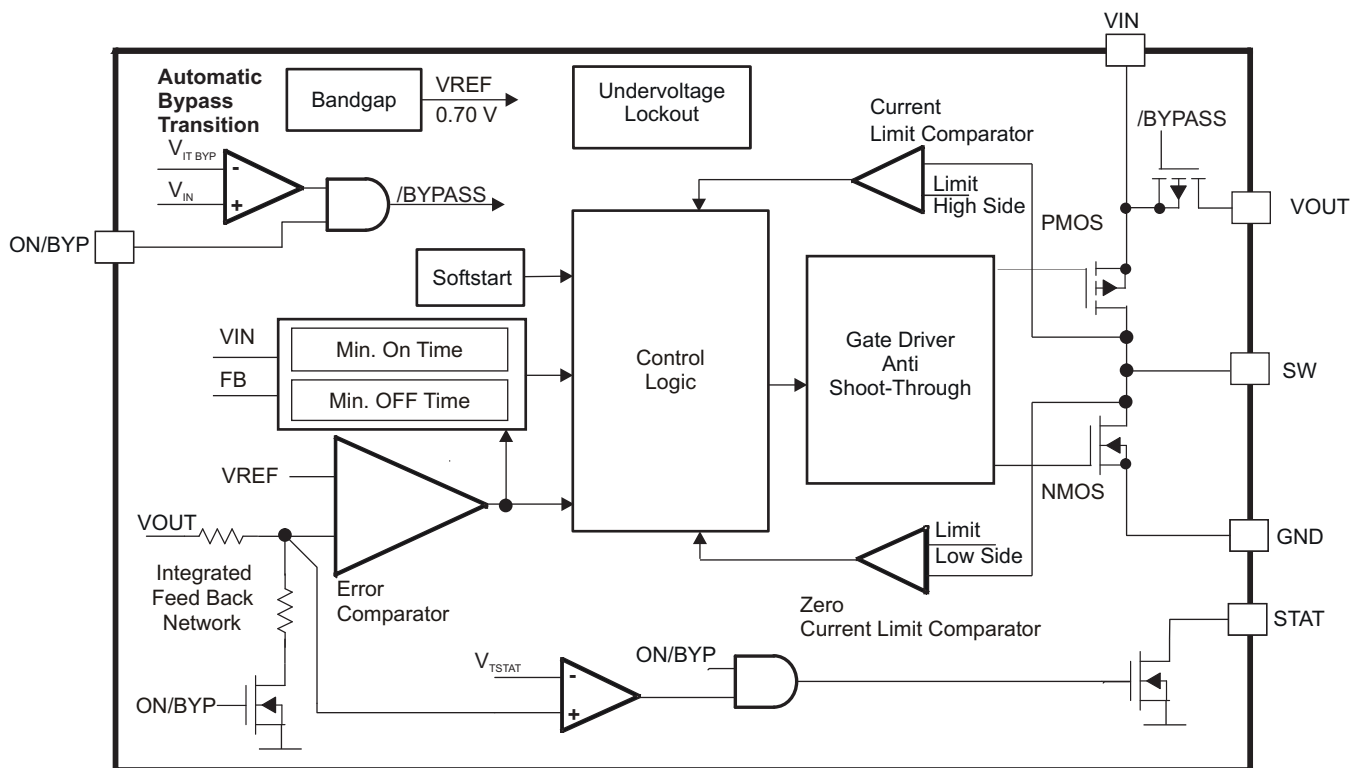 VIN
Automatic
Bypass
Transition
Bandgap
VREF
0.70 V
Undervoltage
Lockout
Current
Limit Comparator
/BYPASS
V IT BYP
-
V IN
+
/BYPASS
Limit
High Side
VOUT
PMOS
ON/BYP
Softstart
VIN
FB
Min. On Time
Min. OFF Time
Control
Logic
Gate Driver
Anti
Shoot-Through
SW
VREF
NMOS
VOUT
Integrated
Feed Back
Network
Error
Comparator
Limit
Low Side
GND
Zero
Current Limit Comparator
STAT
ON/BYP
V TSTAT
-
+
ON/BYP